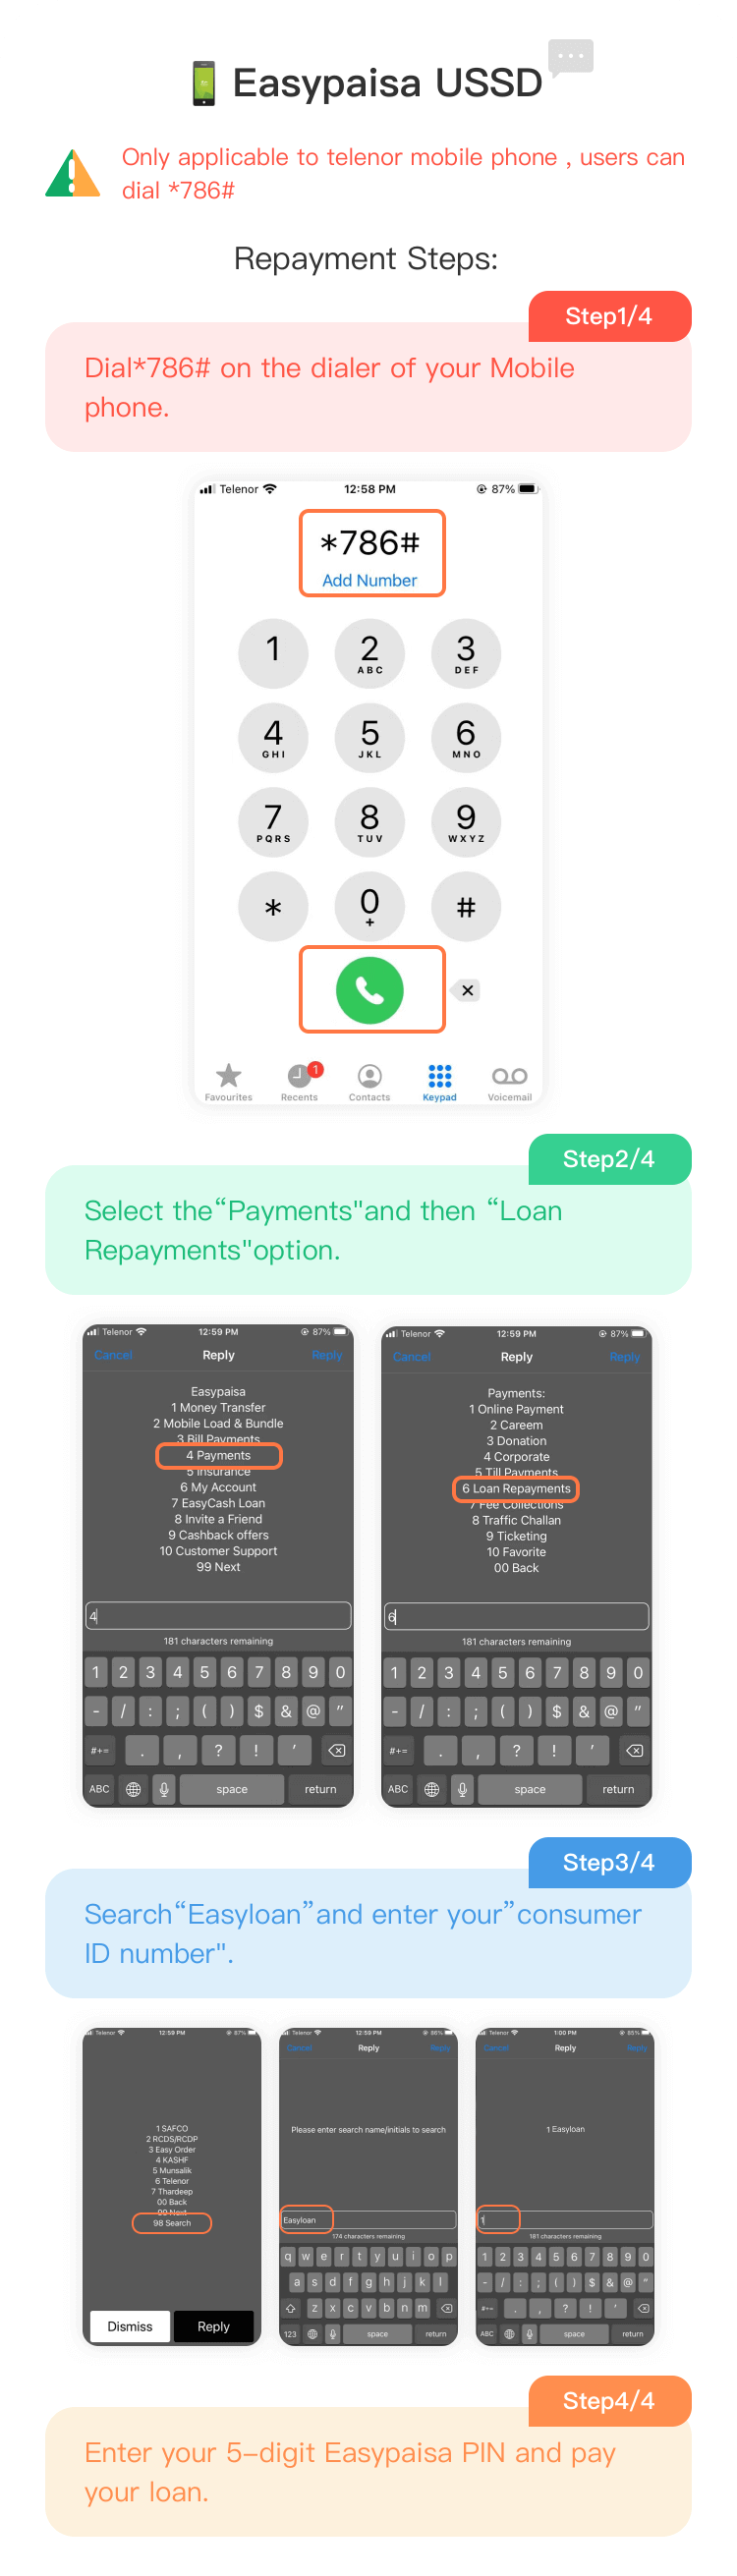 Easypaisa USSD
Only applicable to telenor mobile phone , users can
dial *786#
Repayment Steps:
Step1/4
Dial*786# on the dialer of your Mobile
phone.
Telenor 12:58 PM 87%
*786#
Add Number
1 2 3
ABC DEF
4 5 6
GHI JKL MNO
7 8 9
PQRS TUV WXYZ
* 0 #
+
1
Favourites Recents Contacts Keypad Voicemail
Step2/4
Select the“Payments"and then “Loan
Repayments"option.
Telenor 12:59 PM 87%
Cancel Reply Reply
Easypaisa
1 Money Transfer
2 Mobile Load & Bundle
3 Bill Payments
4 Payments
5 Insurance
6 My Account
7 EasyCash Loan
8 Invite a Friend
9 Cashback offers
10 Customer Support
99 Next
4
181 characters remaining
1 2 3 4 5 6 7 8 9 0
- / : ; ( ) $ & @ "
#+= . , ? ! '
ABC space return
Telenor 12:59 PM 87%
Cancel Reply Reply
Payments:
1 Online Payment
2 Careem
3 Donation
4 Corporate
5 Till Payments
6 Loan Repayments
7 Fee Collections
8 Traffic Challan
9 Ticketing
10 Favorite
00 Back
6
181 characters remaining
1 2 3 4 5 6 7 8 9 0
- / : ; ( ) $ & @ "
#+= . , ? ! '
ABC space return
Step3/4
Search“Easyloan”and enter your”consumer
ID number".
Telenor 12:59 PM 87%
1 SAFCO
2 RCDS/RCDP
3 Easy Order
4 KASHF
5 Munsalik
6 Telenor
7 Thardeep
00 Back
99 Next
98 Search
Dismiss Reply
Telenor 12:59 PM 86%
Cancel Reply Reply
Please enter search name/initials to search
Easyloan
174 characters remaining
q w e r t y u i o p
a s d f g h j k l
z x c v b n m
123 space return
Telenor 1:00 PM 85%
Cancel Reply Reply
1 Easyloan
1
181 characters remaining
1 2 3 4 5 6 7 8 9 0
- / : ; ( ) $ & @ "
#+= . , ? ! '
ABC space return
Step4/4
Enter your 5–digit Easypaisa PIN and pay
your loan.